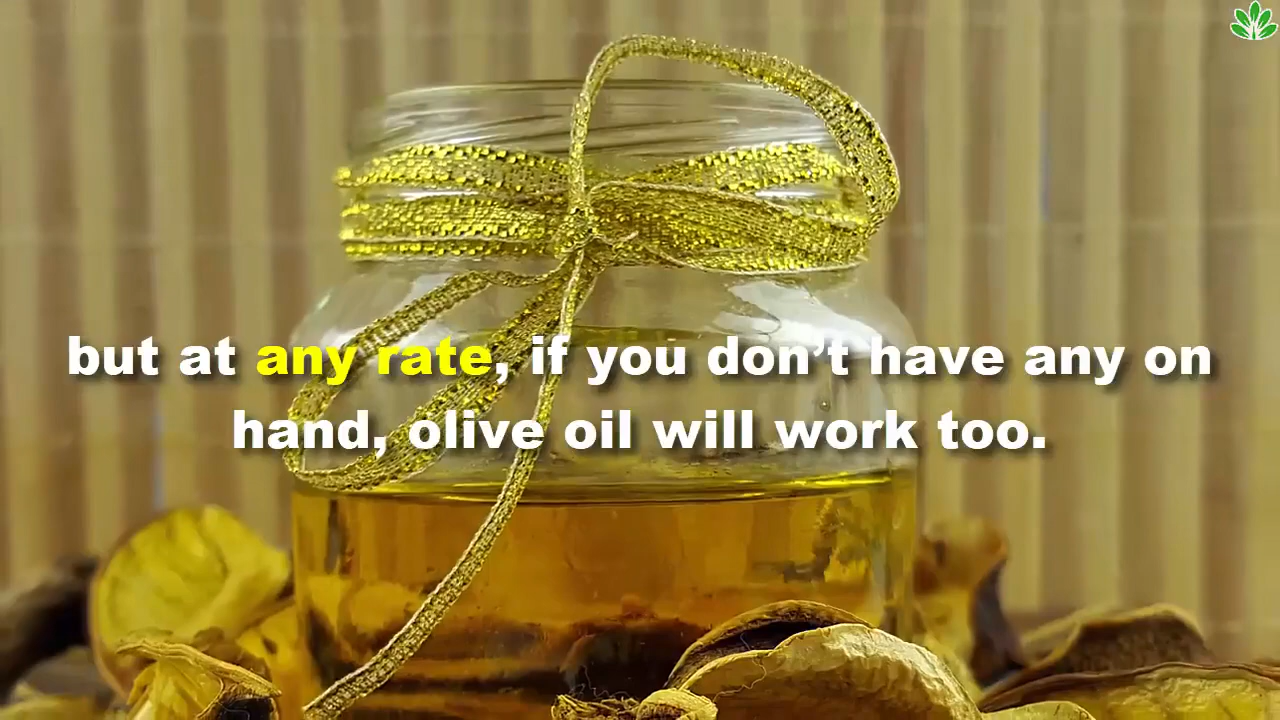 but at any rate, if you don’t have any on
hand, olive oil will work too.